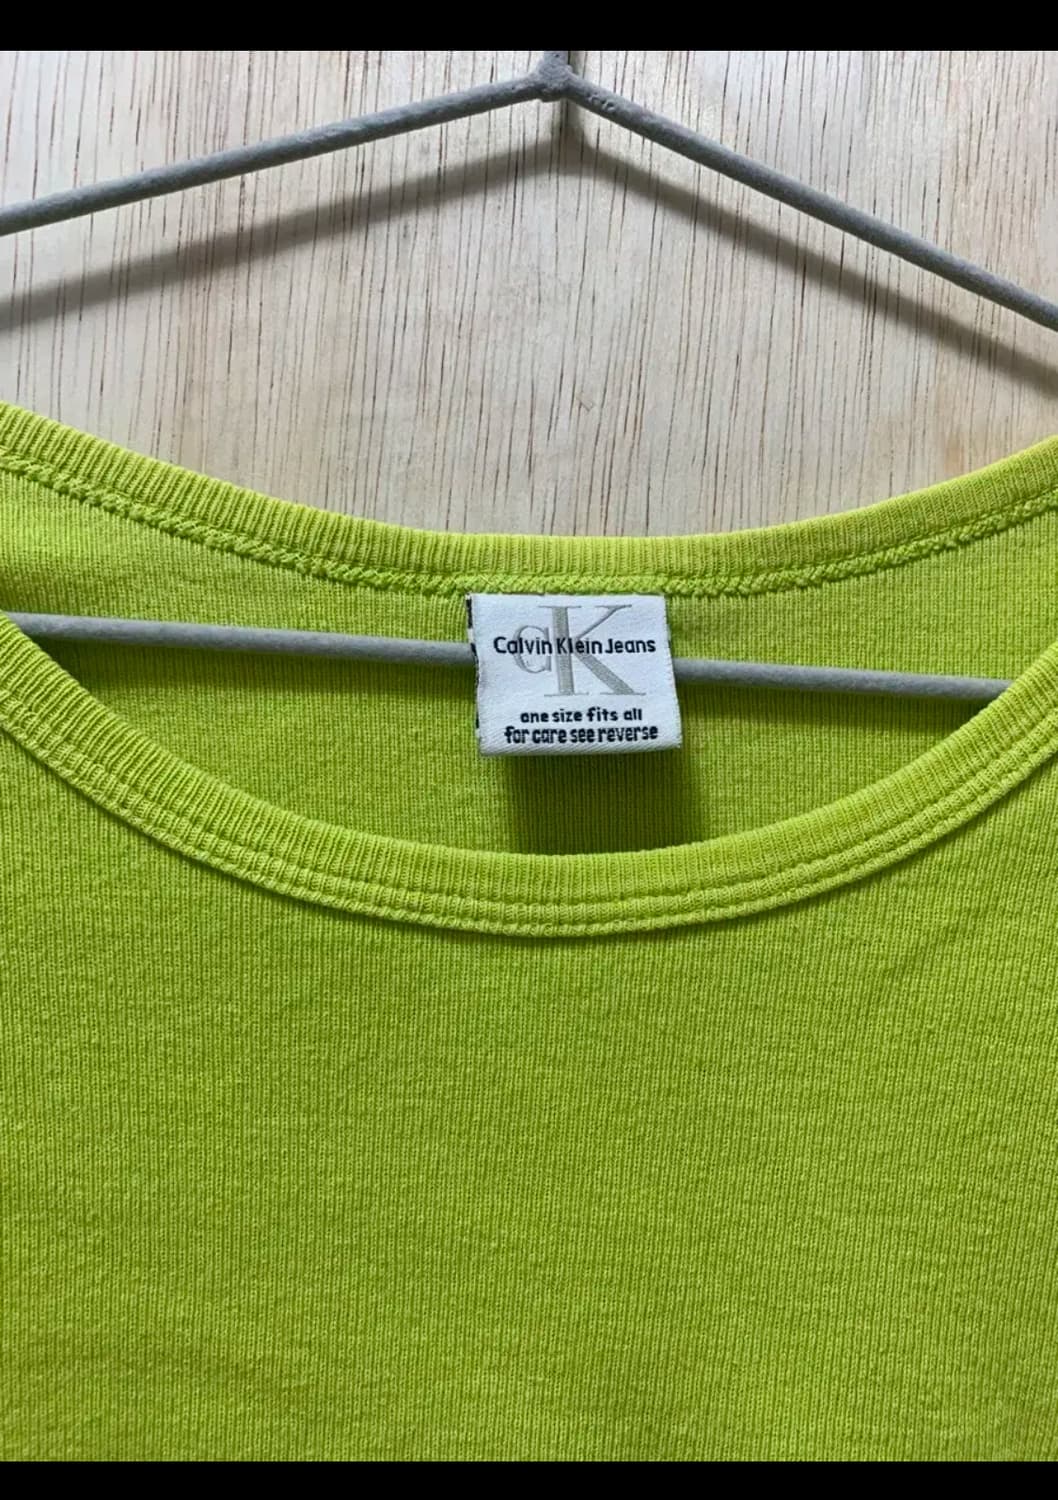 CK
Calvin Klein Jeans
one size fits all
for care see reverse